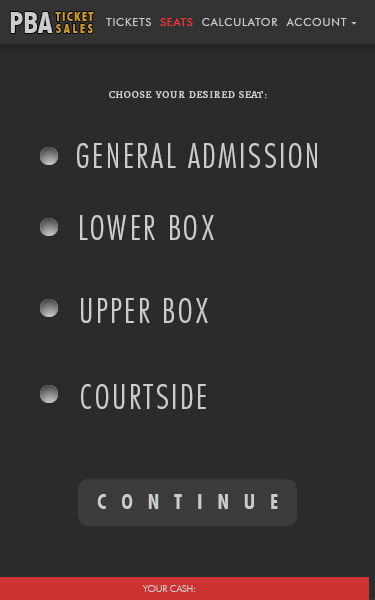 PBA TICKET SALES TICKETS SEATS CALCULATOR ACCOUNT
CHOOSE YOUR DESIRED SEAT:
GENERAL ADMISSION
LOWER BOX
UPPER BOX
COURTSIDE
CONTINUE
YOUR CASH: